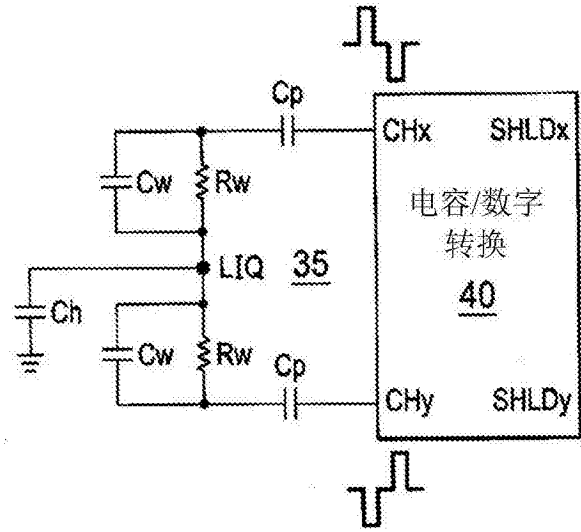 Cp
CHx SHLDx
Cw Rw
电容/数字
转换
LIQ 35
40
Ch
Cw Rw
Cp
CHy SHLDy